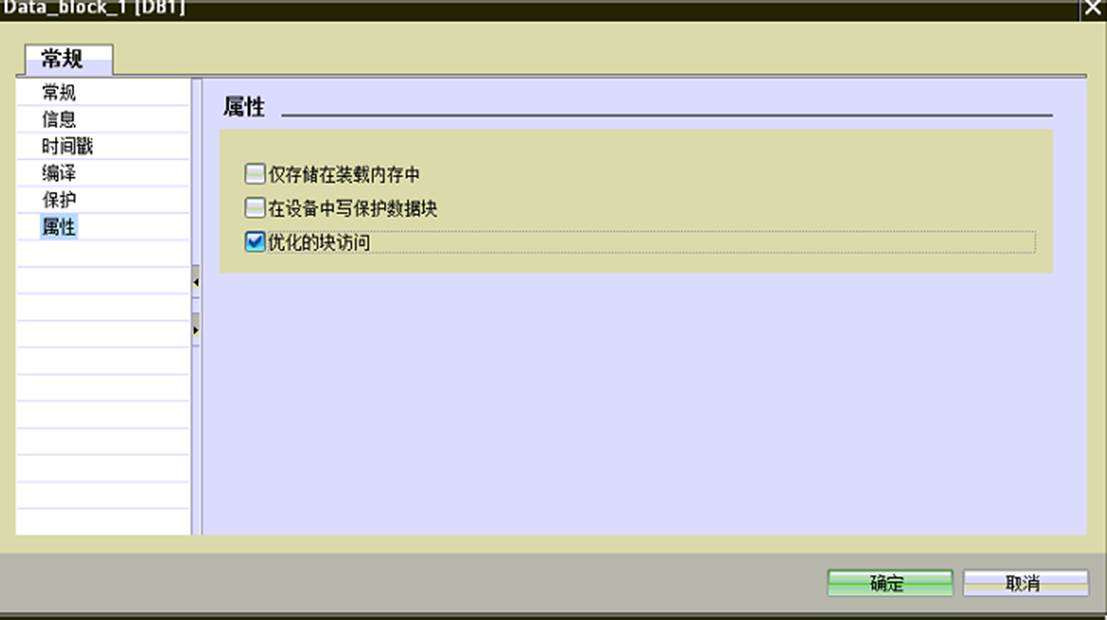 Data_block_1 [DB1]
常规
常规
信息
时间戳
编译
保护
属性
属性
仅存储在装载内存中
在设备中写保护数据块
优化的块访问
确定
取消